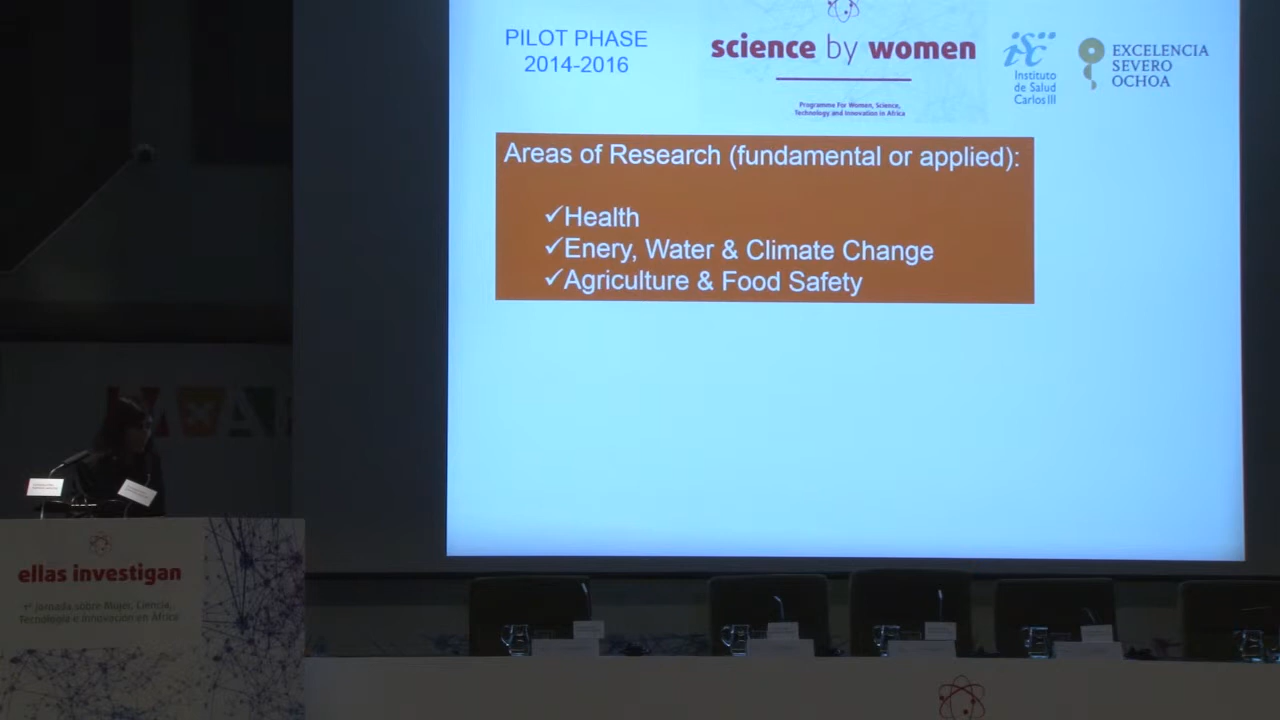 PILOT PHASE
2014-2016
science by women
Programme For Women, Science,
Technology and Innovation in Africa
isc
Instituto
de Salud
Carlos III
EXCELENCIA
SEVERO
OCHOA
Areas of Research (fundamental or applied):
✓Health
✓Enery, Water & Climate Change
✓Agriculture & Food Safety
ellas investigan
1ª Jornada sobre Mujer, Ciencia,
Tecnología e Innovación en África